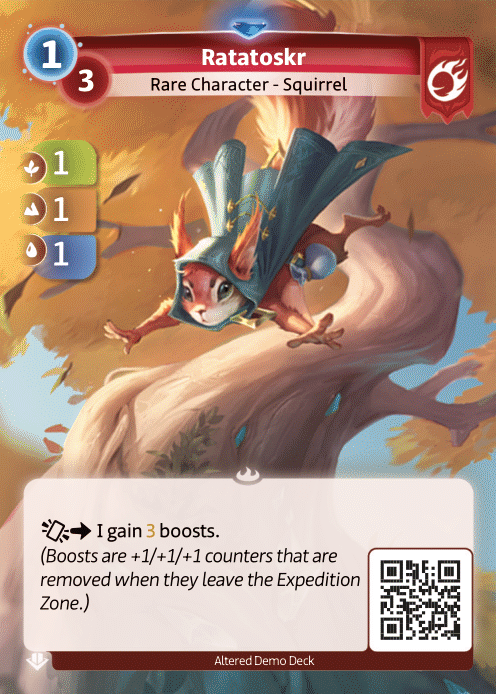 1
Ratatoskr
3
Rare Character - Squirrel
1
1
1
I gain 3 boosts.
(Boosts are +1/+1/+1 counters that are
removed when they leave the Expedition
Zone.)
Altered Demo Deck